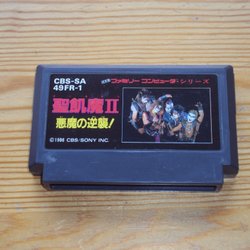 CBS-SA
49FR-1
ファミリー コンピュータ シリーズ
聖飢魔II
悪魔の逆襲!
©1986 CBS/SONY INC.